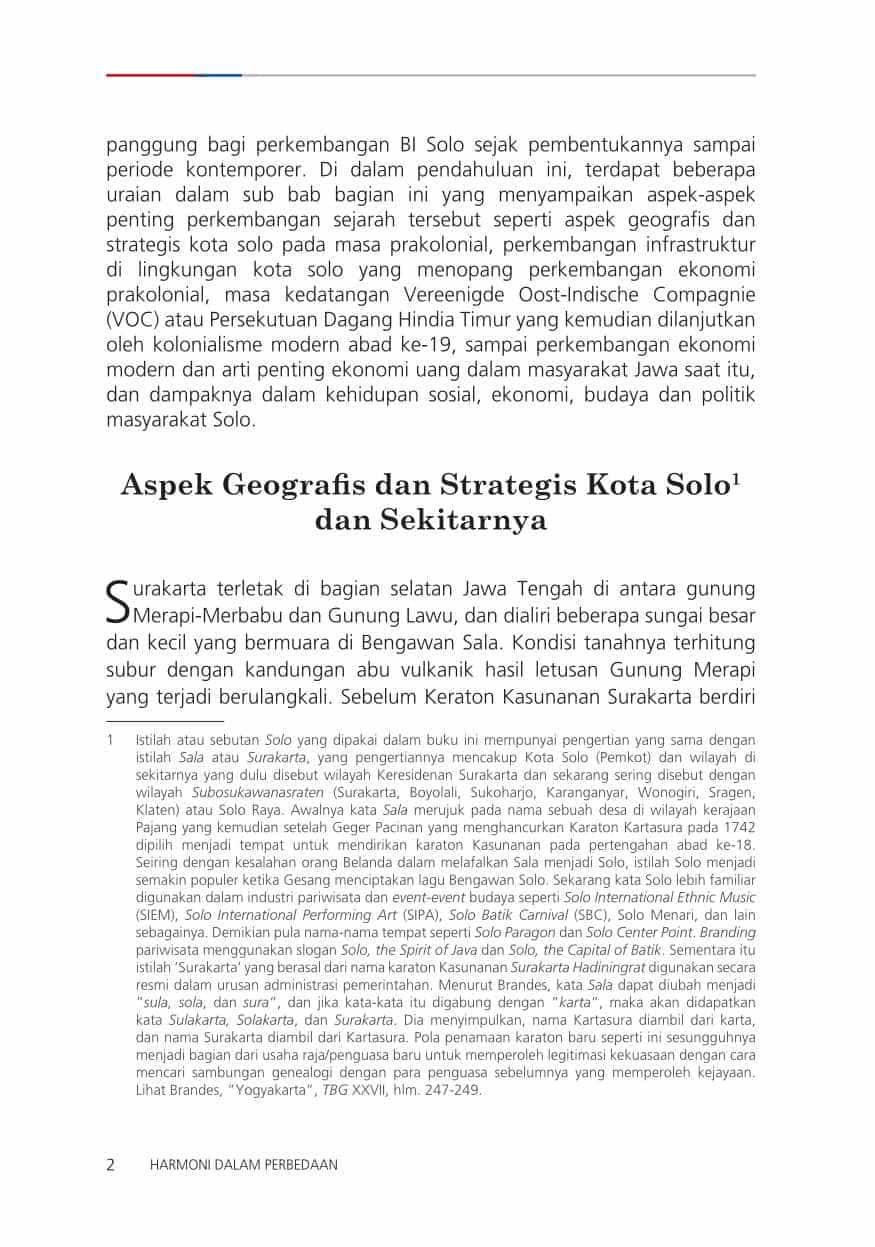 panggung bagi perkembangan BI Solo sejak pembentukannya sampai
periode kontemporer. Di dalam pendahuluan ini, terdapat beberapa
uraian dalam sub bab bagian ini yang menyampaikan aspek-aspek
penting perkembangan sejarah tersebut seperti aspek geografis dan
strategis kota solo pada masa prakolonial, perkembangan infrastruktur
di lingkungan kota solo yang menopang perkembangan ekonomi
prakolonial, masa kedatangan Vereenigde Oost-Indische Compagnie
(VOC) atau Persekutuan Dagang Hindia Timur yang kemudian dilanjutkan
oleh kolonialisme modern abad ke-19, sampai perkembangan ekonomi
modern dan arti penting ekonomi uang dalam masyarakat Jawa saat itu,
dan dampaknya dalam kehidupan sosial, ekonomi, budaya dan politik
masyarakat Solo.
Aspek Geografis dan Strategis Kota Solo¹
dan Sekitarnya
Surakarta terletak di bagian selatan Jawa Tengah di antara gunung
Merapi-Merbabu dan Gunung Lawu, dan dialiri beberapa sungai besar
dan kecil yang bermuara di Bengawan Sala. Kondisi tanahnya terhitung
subur dengan kandungan abu vulkanik hasil letusan Gunung Merapi
yang terjadi berulangkali. Sebelum Keraton Kasunanan Surakarta berdiri
1 Istilah atau sebutan Solo yang dipakai dalam buku ini mempunyai pengertian yang sama dengan
istilah Sala atau Surakarta, yang pengertiannya mencakup Kota Solo (Pemkot) dan wilayah di
sekitarnya yang dulu disebut wilayah Keresidenan Surakarta dan sekarang sering disebut dengan
wilayah Subosukawanasraten (Surakarta, Boyolali, Sukoharjo, Karanganyar, Wonogiri, Sragen,
Klaten) atau Solo Raya. Awalnya kata Sala merujuk pada nama sebuah desa di wilayah kerajaan
Pajang yang kemudian setelah Geger Pacinan yang menghancurkan Karaton Kartasura pada 1742
dipilih menjadi tempat untuk mendirikan karaton Kasunanan pada pertengahan abad ke-18.
Seiring dengan kesalahan orang Belanda dalam melafalkan Sala menjadi Solo, istilah Solo menjadi
semakin populer ketika Gesang menciptakan lagu Bengawan Solo. Sekarang kata Solo lebih familiar
digunakan dalam industri pariwisata dan event-event budaya seperti Solo International Ethnic Music
(SIEM), Solo International Performing Art (SIPA), Solo Batik Carnival (SBC), Solo Menari, dan lain
sebagainya. Demikian pula nama-nama tempat seperti Solo Paragon dan Solo Center Point. Branding
pariwisata menggunakan slogan Solo, the Spirit of Java dan Solo, the Capital of Batik. Sementara itu
istilah ‘Surakarta’ yang berasal dari nama karaton Kasunanan Surakarta Hadiningrat digunakan secara
resmi dalam urusan administrasi pemerintahan. Menurut Brandes, kata Sala dapat diubah menjadi
“sula, sola, dan sura”, dan jika kata-kata itu digabung dengan “karta”, maka akan didapatkan
kata Sulakarta, Solakarta, dan Surakarta. Dia menyimpulkan, nama Kartasura diambil dari karta,
dan nama Surakarta diambil dari Kartasura. Pola penamaan karaton baru seperti ini sesungguhnya
menjadi bagian dari usaha raja/penguasa baru untuk memperoleh legitimasi kekuasaan dengan cara
mencari sambungan genealogi dengan para penguasa sebelumnya yang memperoleh kejayaan.
Lihat Brandes, “Yogyakarta”, TBG XXVII, hlm. 247-249.
2 HARMONI DALAM PERBEDAAN